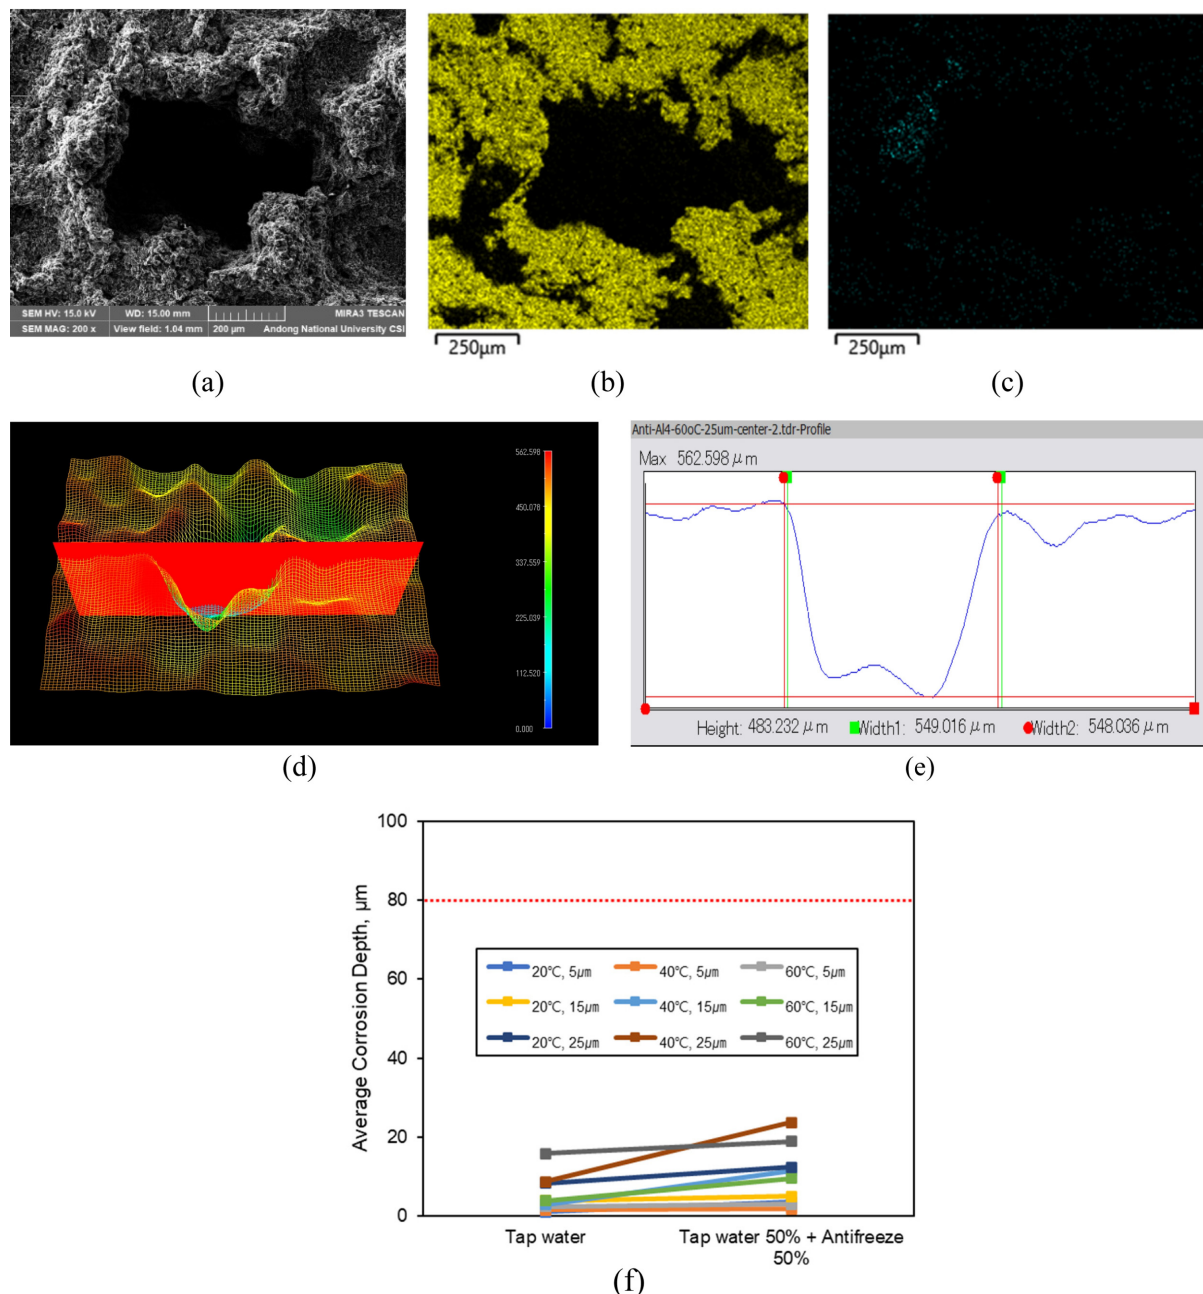 SEM HV: 15.0 kV WD: 15.00 mm MIRA3 TESCAN
SEM MAG: 200 x View field: 1.04 mm 200 µm Andong National University CSI
250µm
250µm
(a)
(b)
(c)
562.598
450.078
337.559
225.039
112.520
0.000
(d)
Anti-Al4-60oC-25um-center-2.tdr-Profile
Max 562.598 µm
Height: 483.232 µm Width1: 549.016 µm Width2: 548.036 µm
(e)
Average Corrosion Depth, µm
100
80
60
40
20
0
20℃, 5㎛ 40℃, 5㎛ 60℃, 5㎛
20℃, 15㎛ 40℃, 15㎛ 60℃, 15㎛
20℃, 25㎛ 40℃, 25㎛ 60℃, 25㎛
Tap water
Tap water 50% + Antifreeze
50%
(f)